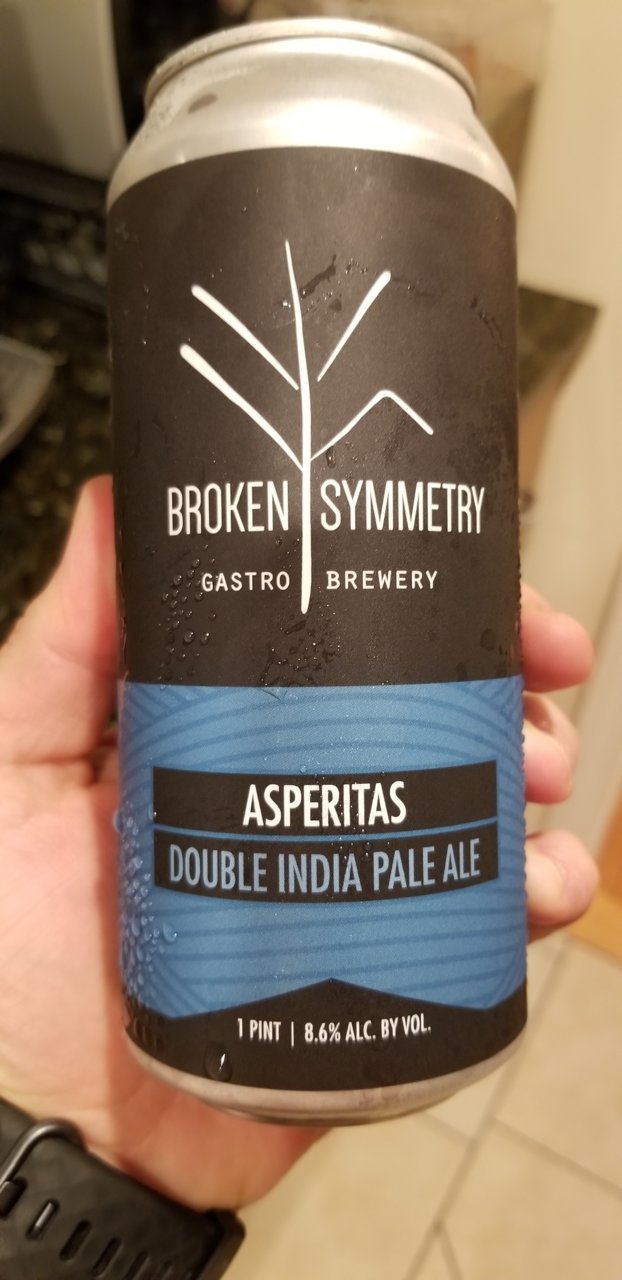 BROKEN SYMMETRY
GASTRO BREWERY
ASPERITAS
DOUBLE INDIA PALE ALE
1 PINT | 8.6% ALC. BY VOL.